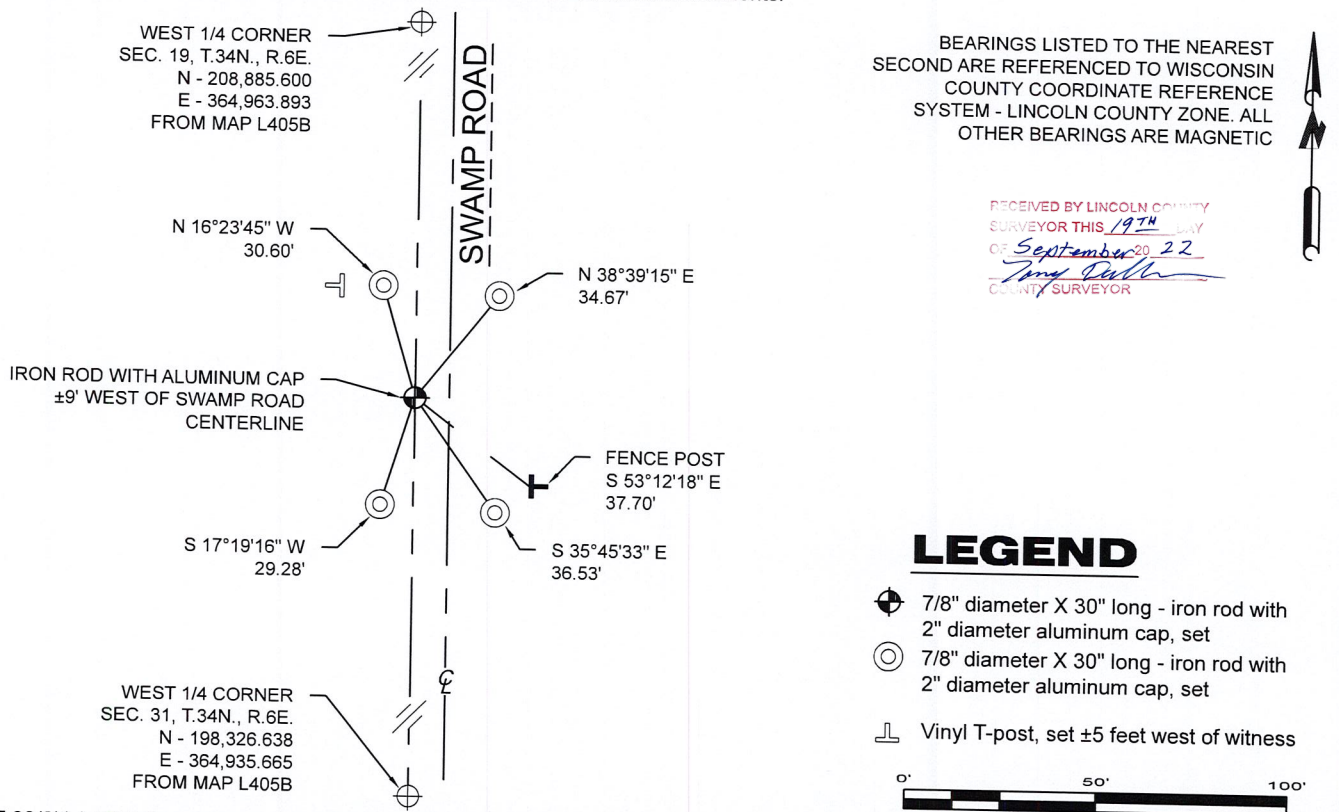 WEST 1/4 CORNER
SEC. 19, T.34N., R.6E.
N - 208,885.600
E - 364,963.893
FROM MAP L405B
SWAMP ROAD
BEARINGS LISTED TO THE NEAREST
SECOND ARE REFERENCED TO WISCONSIN
COUNTY COORDINATE REFERENCE
SYSTEM - LINCOLN COUNTY ZONE. ALL
OTHER BEARINGS ARE MAGNETIC
N
RECEIVED BY LINCOLN COUNTY
SURVEYOR THIS 19TH DAY
OF September 20 22
Tony
COUNTY SURVEYOR
N 16°23'45" W
30.60'
N 38°39'15" E
34.67'
IRON ROD WITH ALUMINUM CAP
±9' WEST OF SWAMP ROAD
CENTERLINE
FENCE POST
S 53°12'18" E
37.70'
S 17°19'16" W
29.28'
S 35°45'33" E
36.53'
CL
WEST 1/4 CORNER
SEC. 31, T.34N., R.6E.
N - 198,326.638
E - 364,935.665
FROM MAP L405B
LEGEND
7/8" diameter X 30" long - iron rod with
2" diameter aluminum cap, set
7/8" diameter X 30" long - iron rod with
2" diameter aluminum cap, set
Vinyl T-post, set ±5 feet west of witness
0' 50' 100'